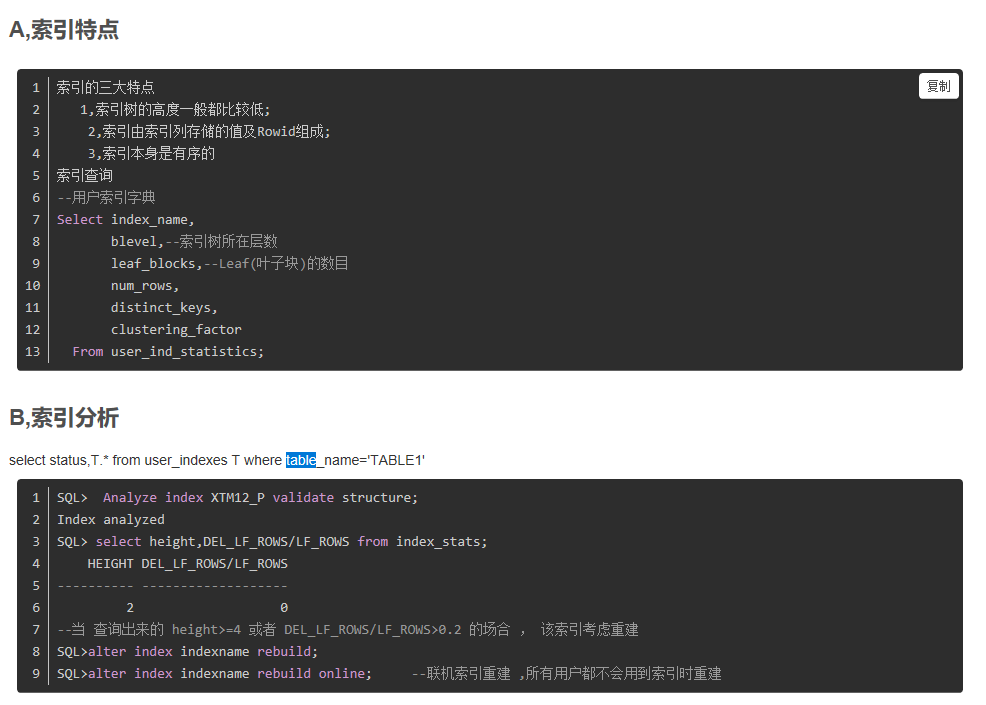 A,索引特点
复制
1 索引的三大特点
2    1,索引树的高度一般都比较低;
3     2,索引由索引列存储的值及Rowid组成;
4     3,索引本身是有序的
5 索引查询
6 --用户索引字典
7 Select index_name,
8        blevel,--索引树所在层数
9        leaf_blocks,--Leaf(叶子块)的数目
10        num_rows,
11        distinct_keys,
12        clustering_factor
13   From user_ind_statistics;
B,索引分析
select status,T.* from user_indexes T where table_name='TABLE1'
1 SQL>  Analyze index XTM12_P validate structure;
2 Index analyzed
3 SQL> select height,DEL_LF_ROWS/LF_ROWS from index_stats;
4     HEIGHT DEL_LF_ROWS/LF_ROWS
5 ---------- -------------------
6          2                   0
7 --当 查询出来的 height>=4 或者 DEL_LF_ROWS/LF_ROWS>0.2 的场合 ， 该索引考虑重建
8 SQL>alter index indexname rebuild;
9 SQL>alter index indexname rebuild online;     --联机索引重建 ,所有用户都不会用到索引时重建